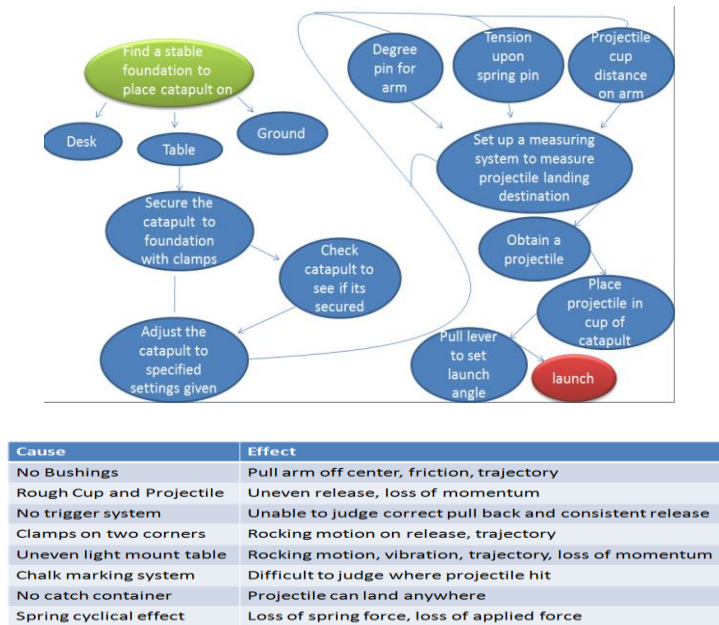 Find a stable
foundation to
place catapult on
Desk
Table
Ground
Secure the
catapult to
foundation
with clamps
Check
catapult to
see if its
secured
Adjust the
catapult to
specified
settings given
Degree
pin for
arm
Tension
upon
spring pin
Projectile
cup
distance
on arm
Set up a measuring
system to measure
projectile landing
destination
Obtain a
projectile
Place
projectile in
cup of
catapult
Pull lever
to set
launch
angle
launch
Cause Effect
No Bushings Pull arm off center, friction, trajectory
Rough Cup and Projectile Uneven release, loss of momentum
No trigger system Unable to judge correct pull back and consistent release
Clamps on two corners Rocking motion on release, trajectory
Uneven light mount table Rocking motion, vibration, trajectory, loss of momentum
Chalk marking system Difficult to judge where projectile hit
No catch container Projectile can land anywhere
Spring cyclical effect Loss of spring force, loss of applied force